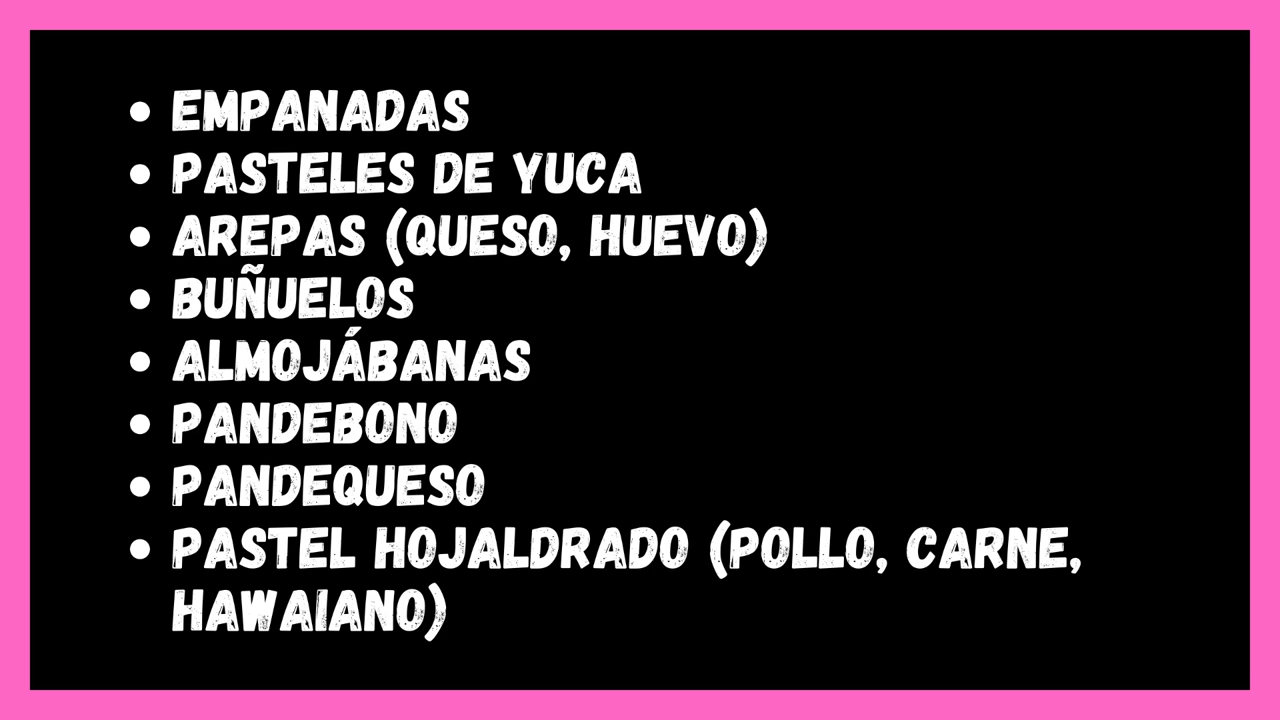 • EMPANADAS
• PASTELES DE YUCA
• AREPAS (QUESO, HUEVO)
• BUÑUELOS
• ALMOJÁBANAS
• PANDEBONO
• PANDEQUESO
• PASTEL HOJALDRADO (POLLO, CARNE,
HAWAIANO)